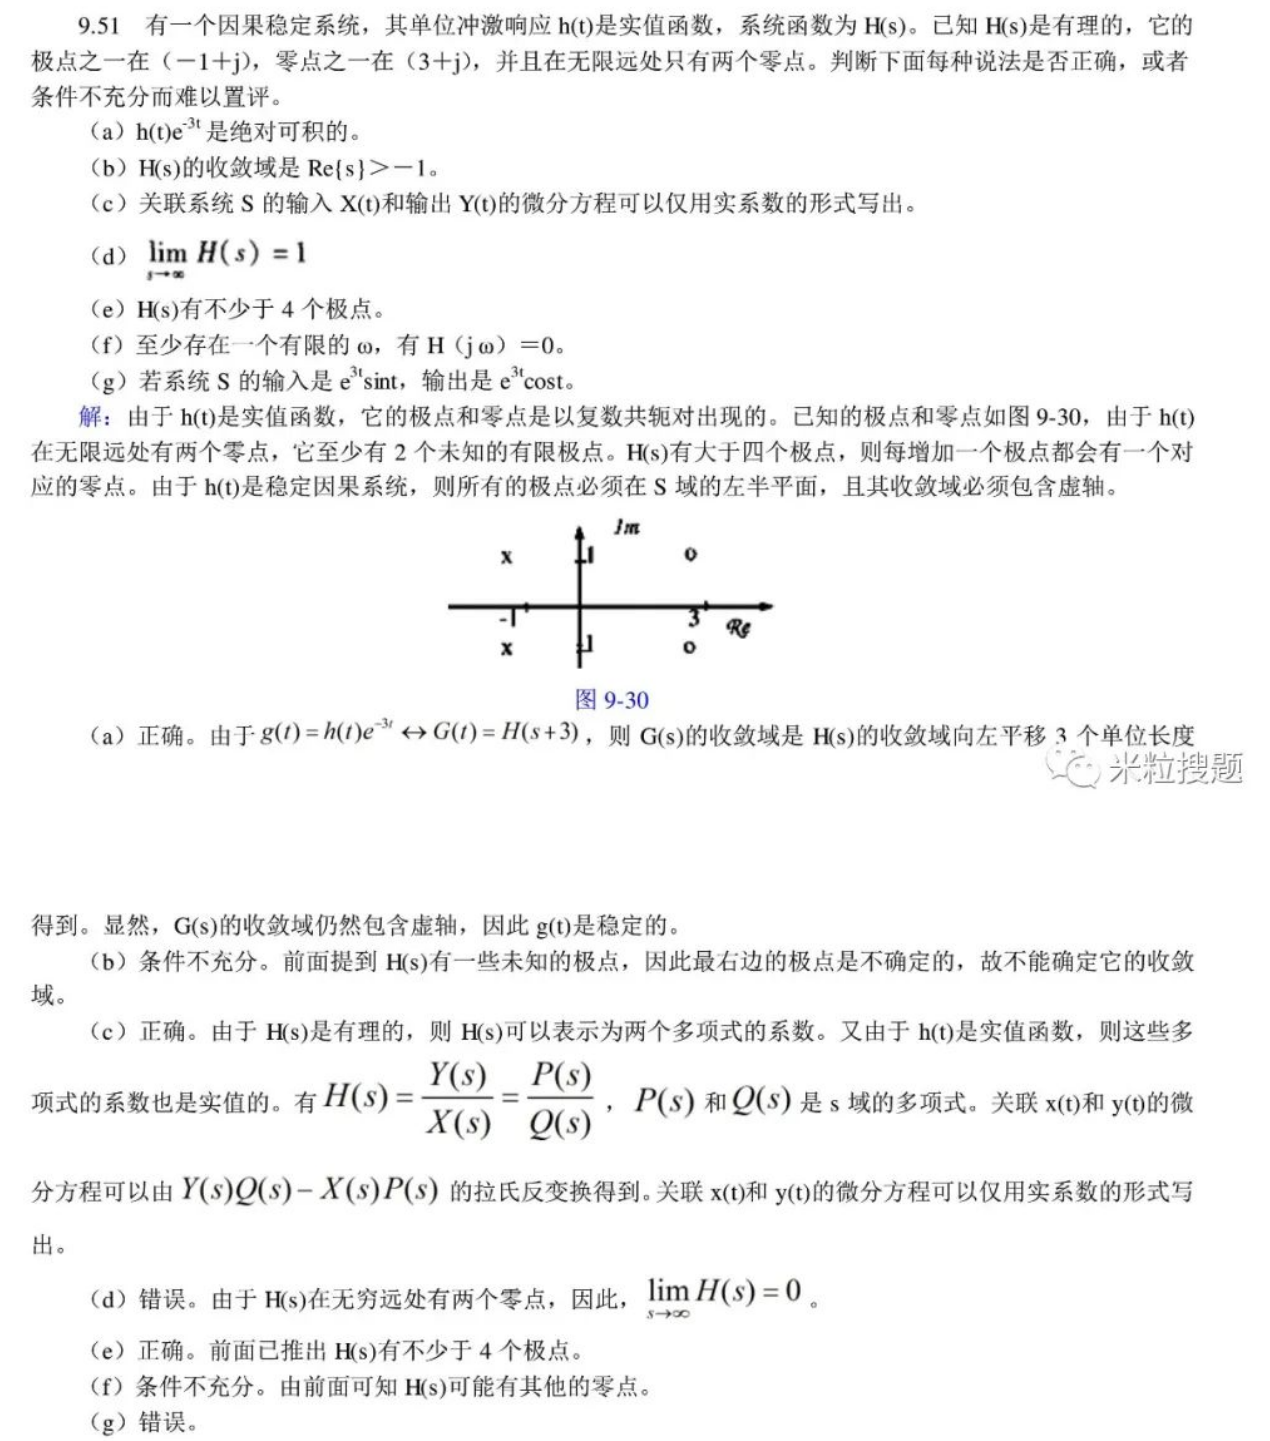 9.51 有一个因果稳定系统，其单位冲激响应 h(t)是实值函数，系统函数为 H(s)。已知 H(s)是有理的，它的
极点之一在（－1+j)，零点之一在（3+j)，并且在无限远处只有两个零点。判断下面每种说法是否正确，或者
条件不充分而难以置评。
（a）h(t)e^{-3t} 是绝对可积的。
（b）H(s)的收敛域是 Re{s}＞－1。
（c）关联系统 S 的输入 X(t)和输出 Y(t)的微分方程可以仅用实系数的形式写出。
（d） lim_{s→∞} H(s) = 1
（e）H(s)有不少于 4 个极点。
（f）至少存在一个有限的 ω，有 H（jω）＝0。
（g）若系统 S 的输入是 e^{3t}sint，输出是 e^{3t}cost。
解：由于 h(t)是实值函数，它的极点和零点是以复数共轭对出现的。已知的极点和零点如图 9-30，由于 h(t)
在无限远处有两个零点，它至少有 2 个未知的有限极点。H(s)有大于四个极点，则每增加一个极点都会有一个对
应的零点。由于 h(t)是稳定因果系统，则所有的极点必须在 S 域的左半平面，且其收敛域必须包含虚轴。
Im
x 1 o
-1 3 Re
x -1 o
图 9-30
（a）正确。由于 g(t) = h(t)e^{-3t} ↔ G(t) = H(s+3)，则 G(s)的收敛域是 H(s)的收敛域向左平移 3 个单位长度
米粒搜题
得到。显然，G(s)的收敛域仍然包含虚轴，因此 g(t)是稳定的。
（b）条件不充分。前面提到 H(s)有一些未知的极点，因此最右边的极点是不确定的，故不能确定它的收敛
域。
（c）正确。由于 H(s)是有理的，则 H(s)可以表示为两个多项式的系数。又由于 h(t)是实值函数，则这些多
项式的系数也是实值的。有 H(s) = Y(s)/X(s) = P(s)/Q(s)，P(s) 和 Q(s) 是 s 域的多项式。关联 x(t)和 y(t)的微
分方程可以由 Y(s)Q(s) − X(s)P(s) 的拉氏反变换得到。关联 x(t)和 y(t)的微分方程可以仅用实系数的形式写
出。
（d）错误。由于 H(s)在无穷远处有两个零点，因此，lim_{s→∞} H(s) = 0 。
（e）正确。前面已推出 H(s)有不少于 4 个极点。
（f）条件不充分。由前面可知 H(s)可能有其他的零点。
（g）错误。